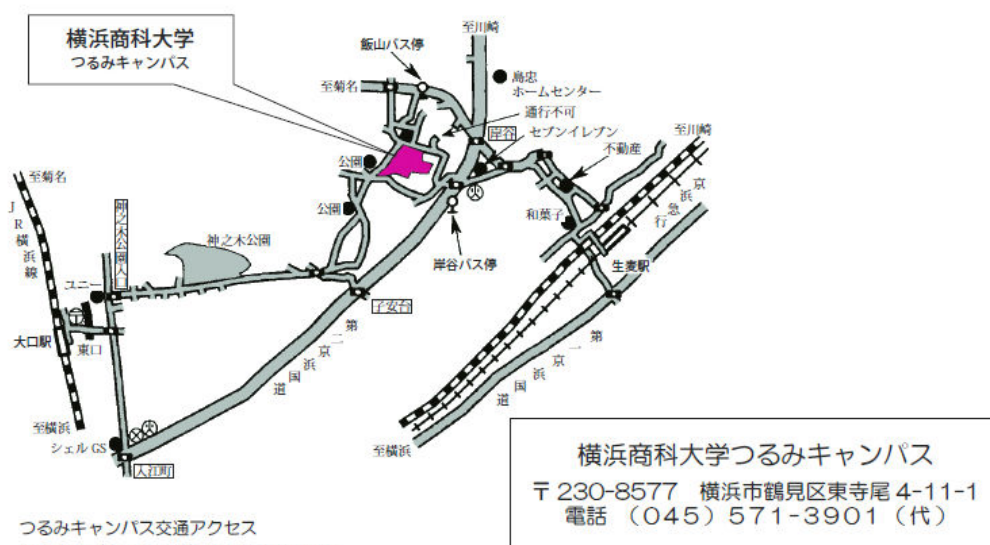 横浜商科大学
つるみキャンパス
飯山バス停
至川崎
島忠
ホームセンター
至菊名
通行不可
岸谷
セブンイレブン
至川崎
不動産
公園
至菊名
JR横浜線
神之木公園入口
公園
和菓子
京浜急行
神之木公園
岸谷バス停
生麦駅
ユニー
子安台
大口駅
東口
第二京浜国道
第一京浜国道
至横浜
シェル GS
入江町
至横浜
横浜商科大学つるみキャンパス
〒230-8577 横浜市鶴見区東寺尾 4-11-1
電話 (045) 571-3901 (代)
つるみキャンパス交通アクセス